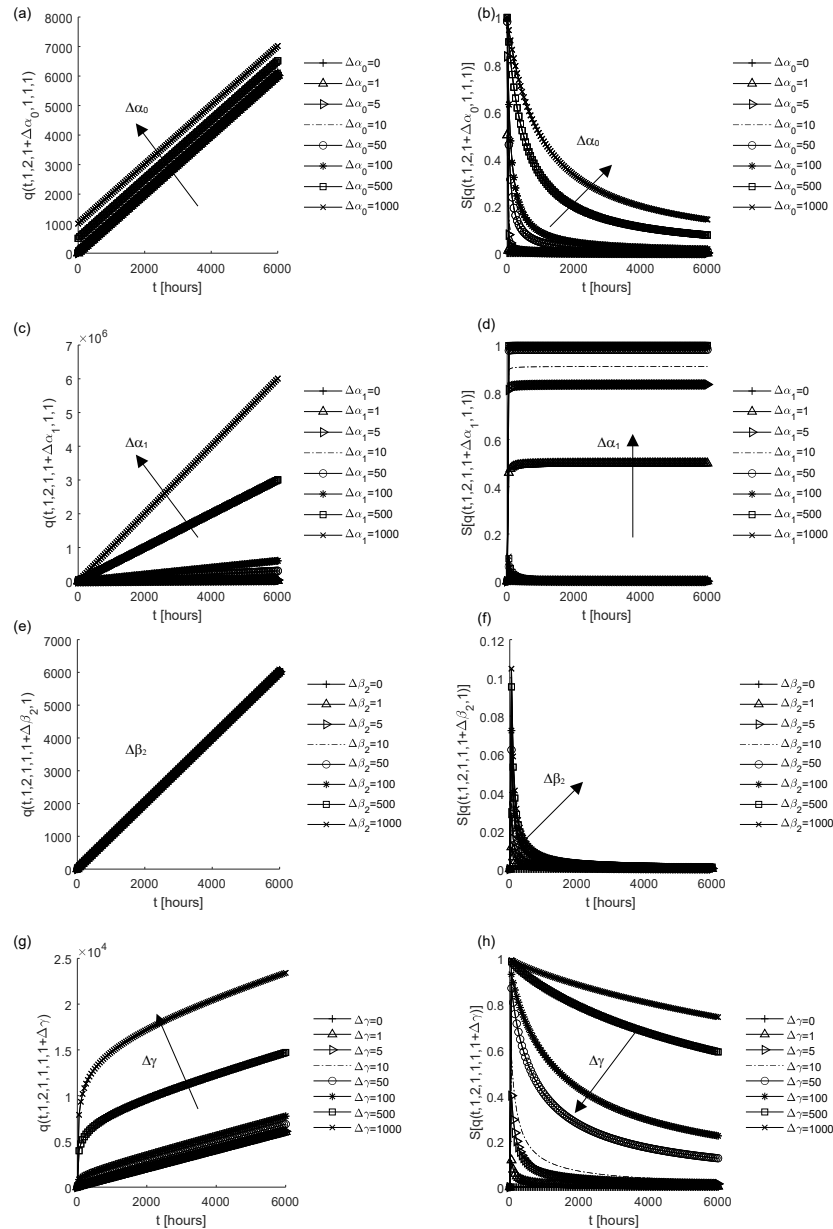 (a)
q(t,1,2,1+Δα₀,1,1,1)
8000
7000
6000
5000
4000
3000
2000
1000
0
0 2000 4000 6000
t [hours]
Δα₀
Δα₀=0
Δα₀=1
Δα₀=5
Δα₀=10
Δα₀=50
Δα₀=100
Δα₀=500
Δα₀=1000
(b)
S[q(t,1,2,1+Δα₀,1,1,1)]
1
0.8
0.6
0.4
0.2
0
0 2000 4000 6000
t [hours]
Δα₀
Δα₀=0
Δα₀=1
Δα₀=5
Δα₀=10
Δα₀=50
Δα₀=100
Δα₀=500
Δα₀=1000
(c)
×10⁶
q(t,1,2,1,1+Δα₁,1,1)
7
6
5
4
3
2
1
0
0 2000 4000 6000
t [hours]
Δα₁
Δα₁=0
Δα₁=1
Δα₁=5
Δα₁=10
Δα₁=50
Δα₁=100
Δα₁=500
Δα₁=1000
(d)
S[q(t,1,2,1,1+Δα₁,1,1)]
1
0.8
0.6
0.4
0.2
0
0 2000 4000 6000
t [hours]
Δα₁
Δα₁=0
Δα₁=1
Δα₁=5
Δα₁=10
Δα₁=50
Δα₁=100
Δα₁=500
Δα₁=1000
(e)
q(t,1,2,1,1,1+Δβ₂,1)
7000
6000
5000
4000
3000
2000
1000
0
0 2000 4000 6000
t [hours]
Δβ₂
Δβ₂=0
Δβ₂=1
Δβ₂=5
Δβ₂=10
Δβ₂=50
Δβ₂=100
Δβ₂=500
Δβ₂=1000
(f)
S[q(t,1,2,1,1,1+Δβ₂,1)]
0.12
0.1
0.08
0.06
0.04
0.02
0
0 2000 4000 6000
t [hours]
Δβ₂
Δβ₂=0
Δβ₂=1
Δβ₂=5
Δβ₂=10
Δβ₂=50
Δβ₂=100
Δβ₂=500
Δβ₂=1000
(g)
×10⁴
q(t,1,2,1,1,1,1+Δγ)
2.5
2
1.5
1
0.5
0
0 2000 4000 6000
t [hours]
Δγ
Δγ=0
Δγ=1
Δγ=5
Δγ=10
Δγ=50
Δγ=100
Δγ=500
Δγ=1000
(h)
S[q(t,1,2,1,1,1,1+Δγ)]
1
0.8
0.6
0.4
0.2
0
0 2000 4000 6000
t [hours]
Δγ
Δγ=0
Δγ=1
Δγ=5
Δγ=10
Δγ=50
Δγ=100
Δγ=500
Δγ=1000